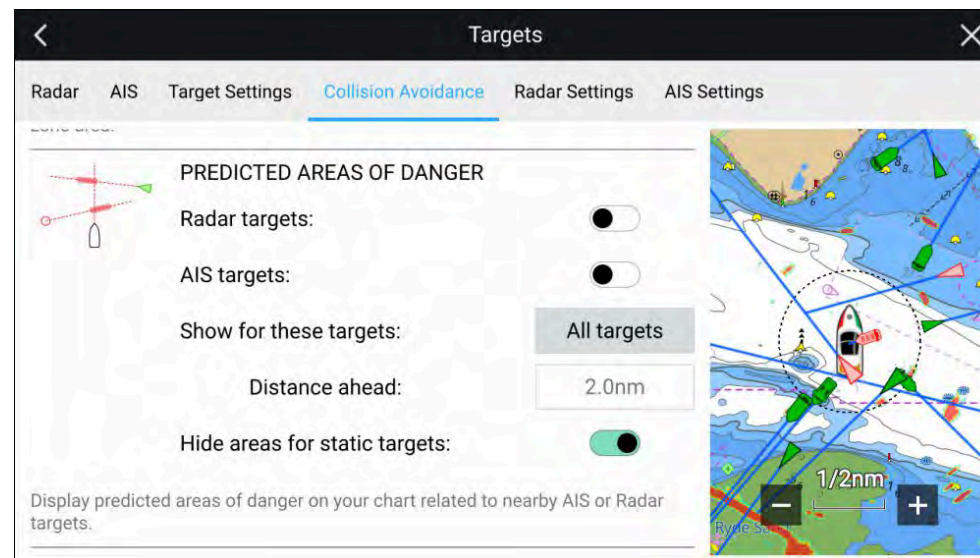 Targets
Radar AIS Target Settings Collision Avoidance Radar Settings AIS Settings
PREDICTED AREAS OF DANGER
Radar targets:
AIS targets:
Show for these targets: All targets
Distance ahead: 2.0nm
Hide areas for static targets:
Display predicted areas of danger on your chart related to nearby AIS or Radar
targets.
1/2nm
Ryde